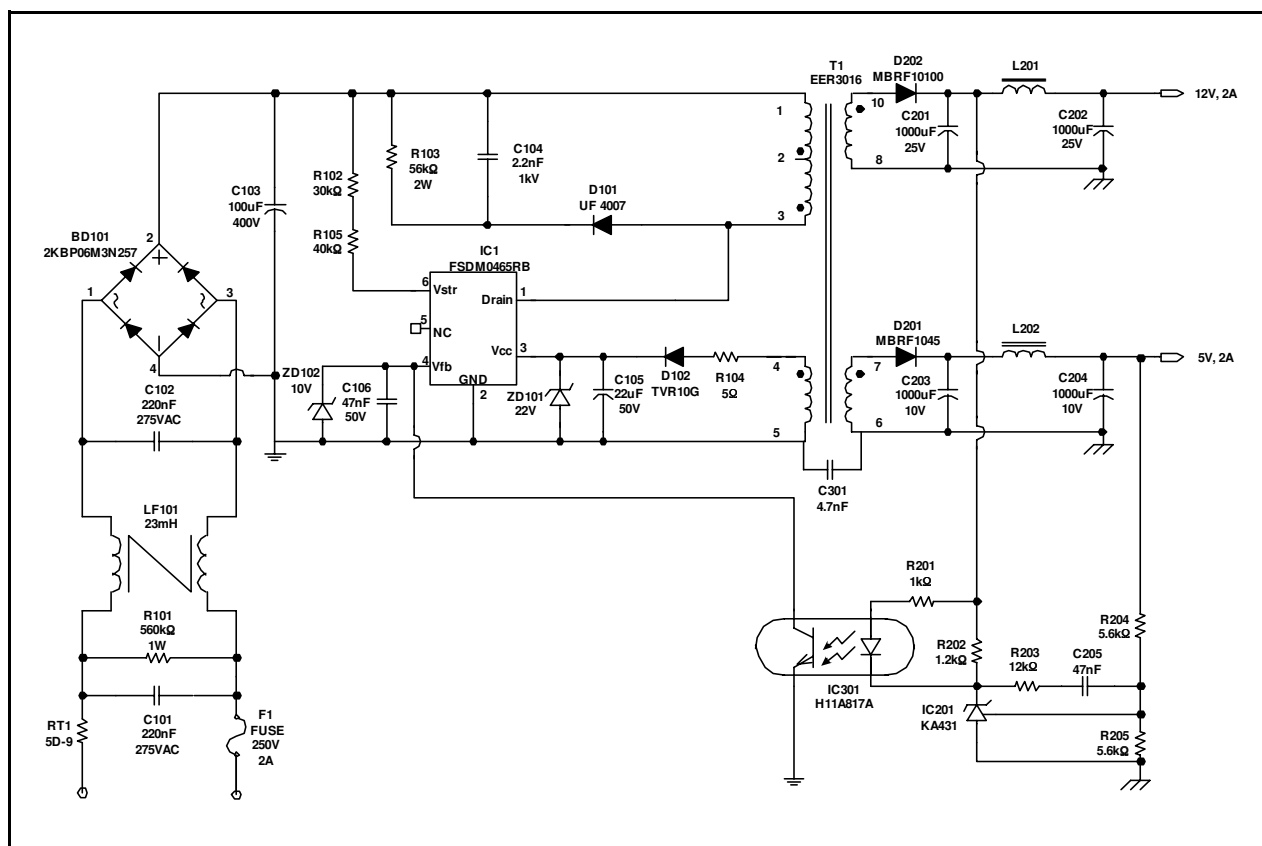 T1
EER3016
D202
MBRF10100
L201
12V, 2A
1
10
C201
1000uF
25V
C202
1000uF
25V
R103
56kΩ
2W
C104
2.2nF
1kV
2
8
R102
30kΩ
C103
100uF
400V
D101
UF 4007
3
BD101
2KBP06M3N257
2
R105
40kΩ
IC1
FSDM0465RB
1
3
6
Vstr
Drain
1
5
NC
D201
MBRF1045
L202
5V, 2A
4
Vcc
3
4
Vfb
GND
2
ZD102
10V
C106
47nF
50V
ZD101
22V
C105
22uF
50V
D102
TVR10G
R104
5Ω
4
7
C203
1000uF
10V
C204
1000uF
10V
C102
220nF
275VAC
5
6
C301
4.7nF
LF101
23mH
R201
1kΩ
R101
560kΩ
1W
R204
5.6kΩ
R202
1.2kΩ
R203
12kΩ
C205
47nF
IC301
H11A817A
IC201
KA431
RT1
5D-9
C101
220nF
275VAC
F1
FUSE
250V
2A
R205
5.6kΩ